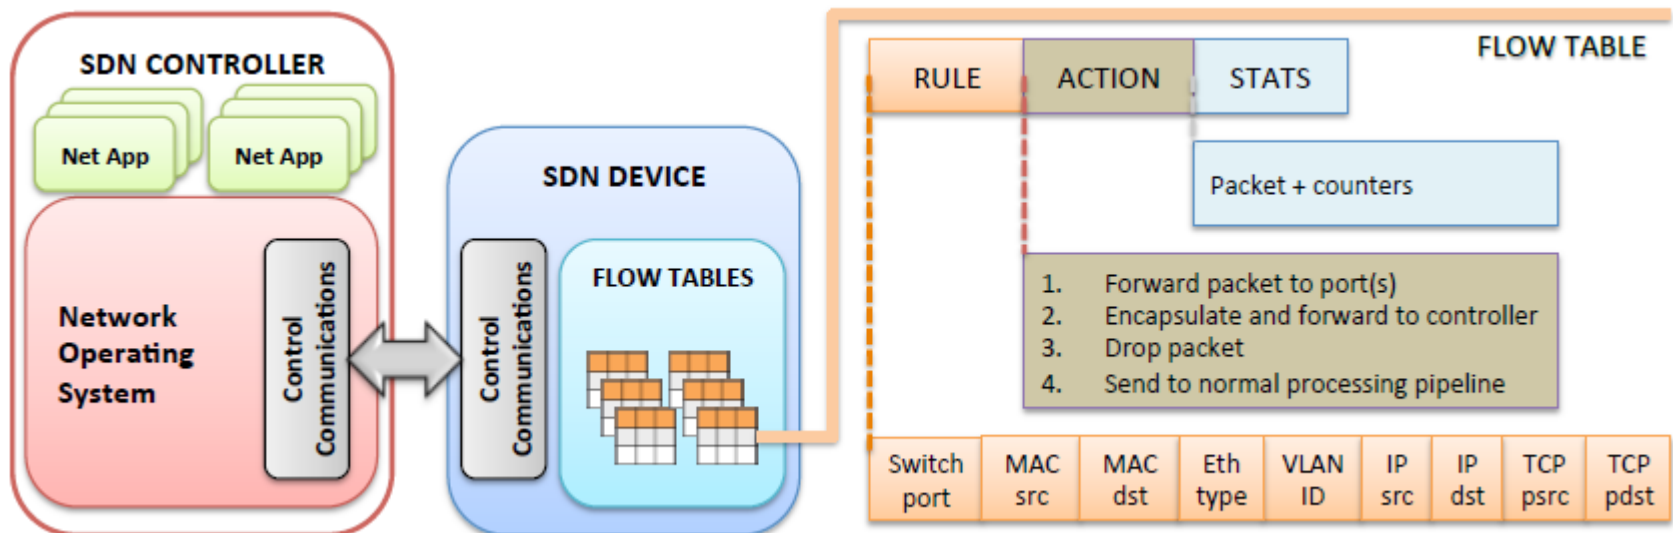 SDN CONTROLLER
Net App
Net App
Network
Operating
System
Control
Communications
SDN DEVICE
Control
Communications
FLOW TABLES
FLOW TABLE
RULE
ACTION
STATS
Packet + counters
1. Forward packet to port(s)
2. Encapsulate and forward to controller
3. Drop packet
4. Send to normal processing pipeline
Switch
port
MAC
src
MAC
dst
Eth
type
VLAN
ID
IP
src
IP
dst
TCP
psrc
TCP
pdst